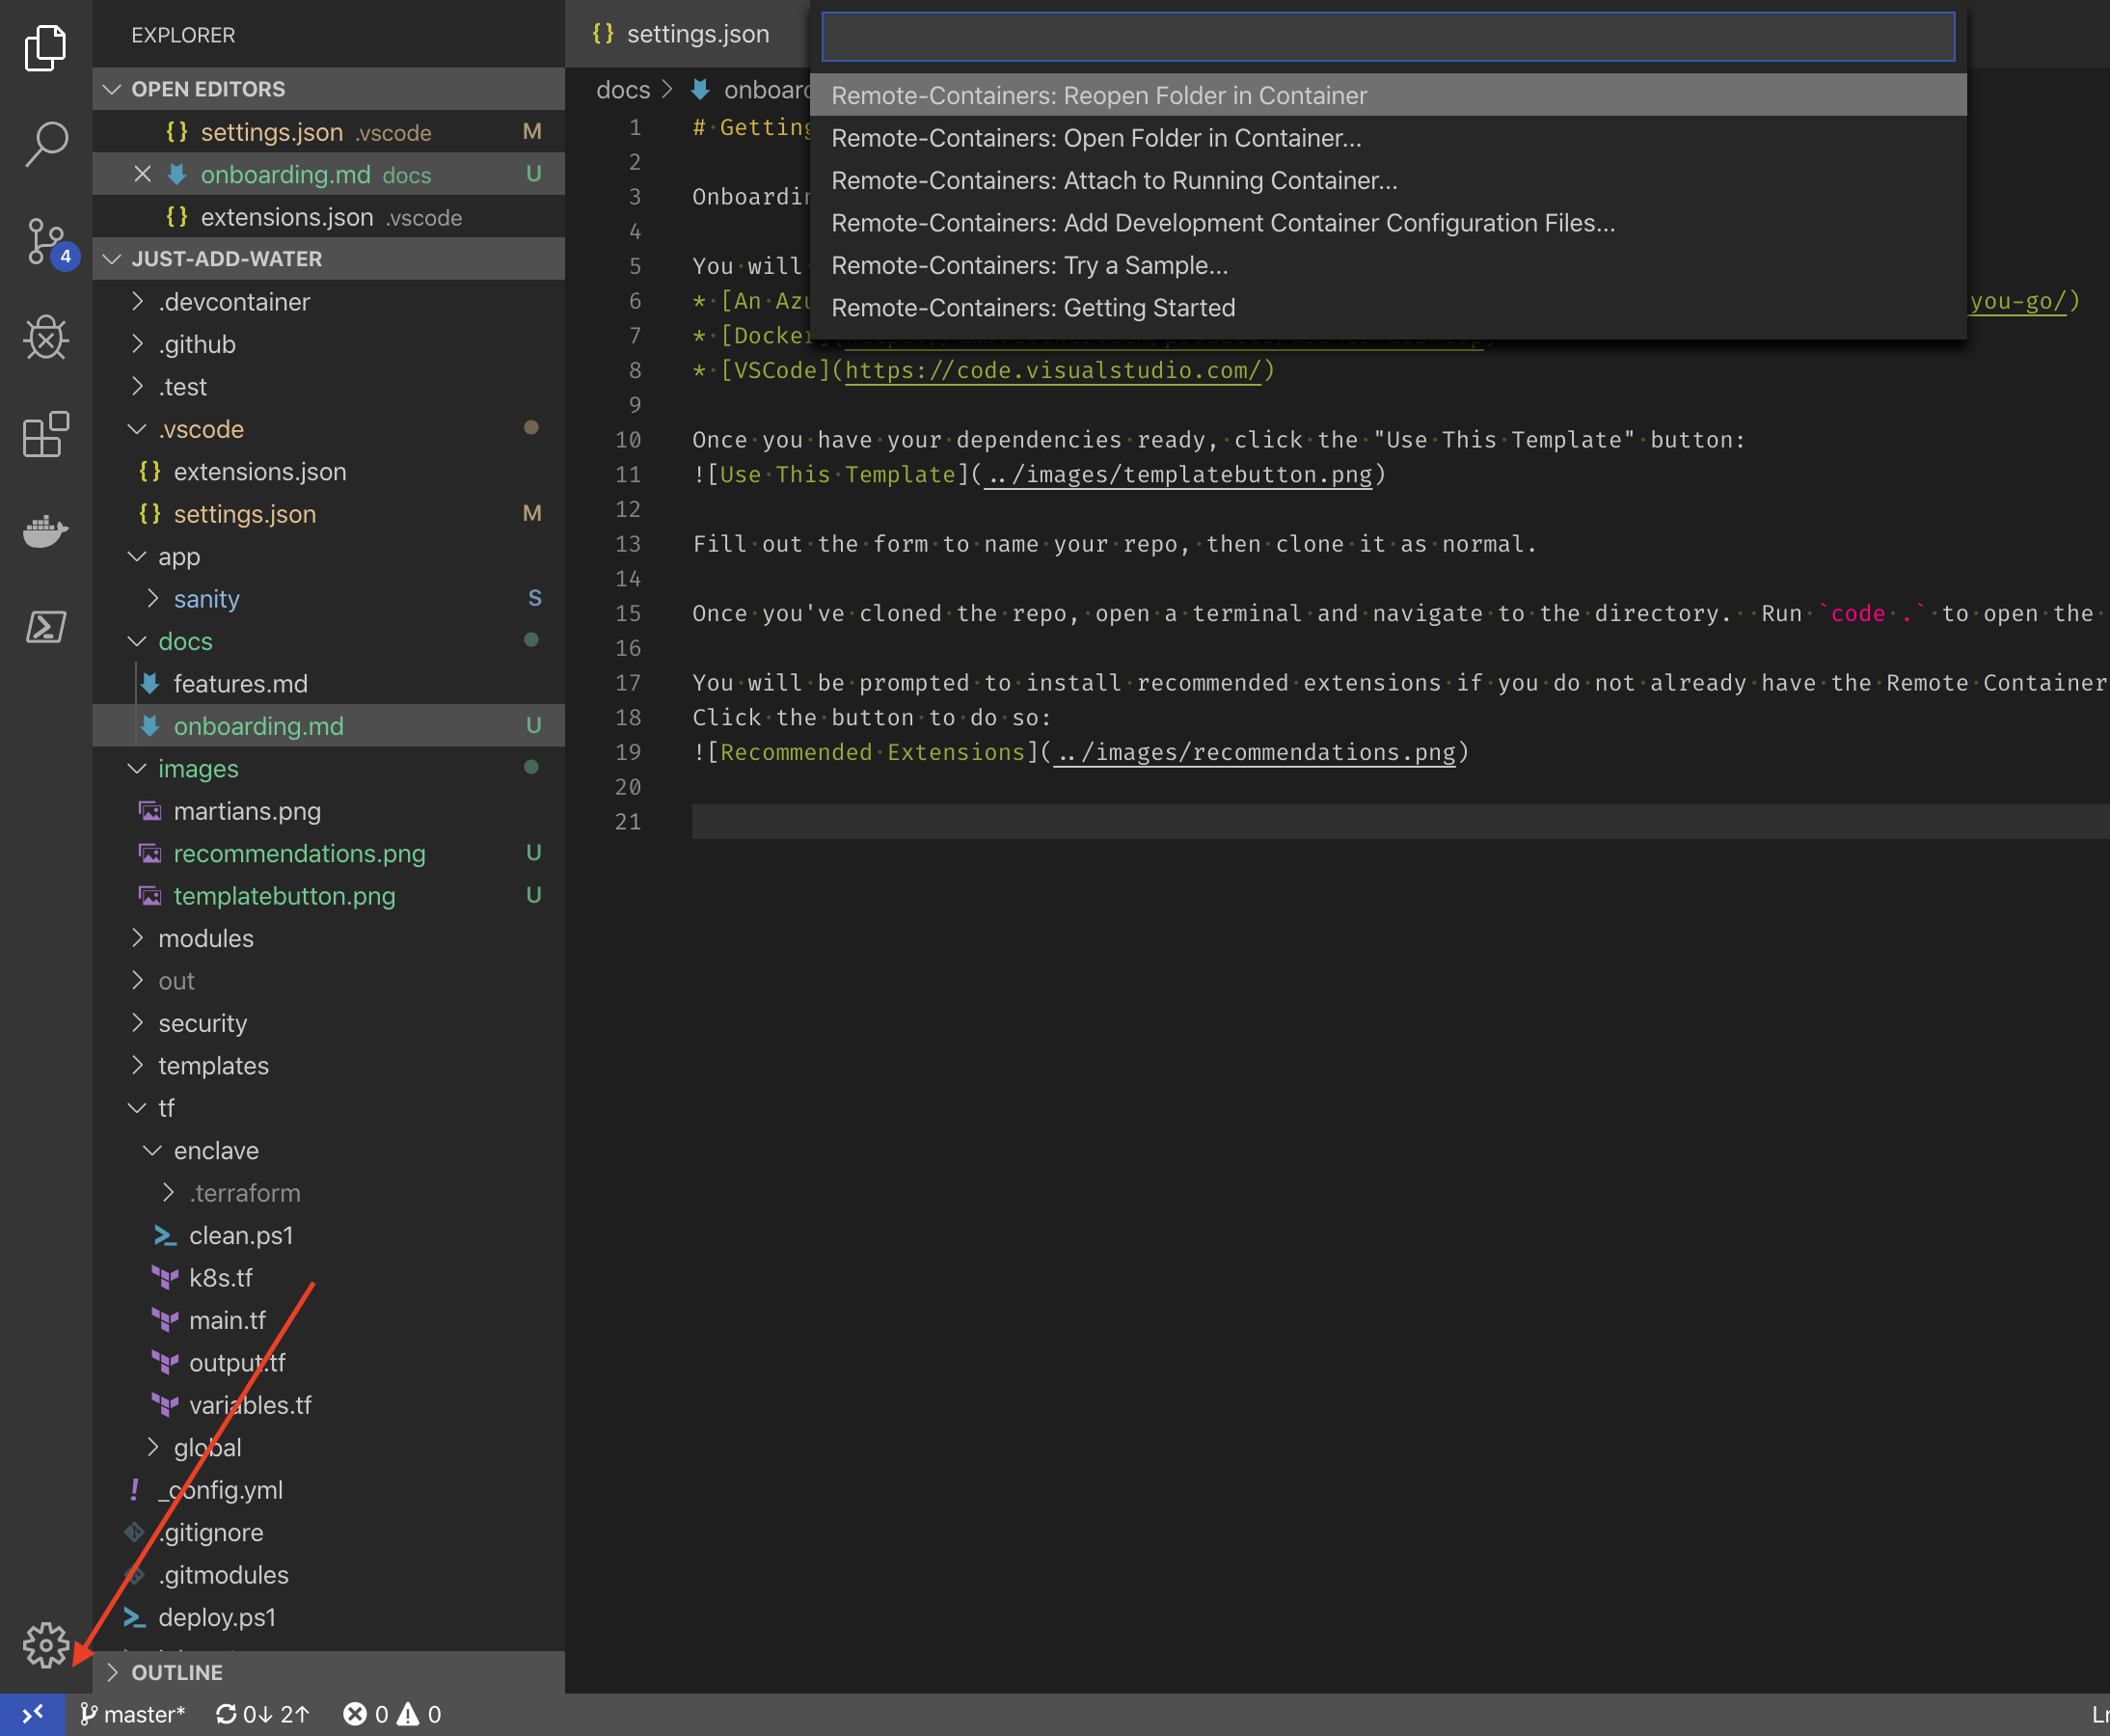 EXPLORER
OPEN EDITORS
settings.json .vscode M
onboarding.md docs U
extensions.json .vscode
4
JUST-ADD-WATER
.devcontainer
.github
.test
.vscode
extensions.json
settings.json M
app
sanity S
docs
features.md
onboarding.md U
images
martians.png
recommendations.png U
templatebutton.png U
modules
out
security
templates
tf
enclave
.terraform
clean.ps1
k8s.tf
main.tf
output.tf
variables.tf
global
_config.yml
.gitignore
.gitmodules
deploy.ps1
OUTLINE
settings.json
docs > onboard
Remote-Containers: Reopen Folder in Container
Remote-Containers: Open Folder in Container...
Remote-Containers: Attach to Running Container...
Remote-Containers: Add Development Container Configuration Files...
Remote-Containers: Try a Sample...
Remote-Containers: Getting Started
1 # Getting
2
3 Onboardin
4
5 You will
6 * [An Azu you-go/)
7 * [Docker
8 * [VSCode](https://code.visualstudio.com/)
9
10 Once you have your dependencies ready, click the "Use This Template" button:
11 ![Use This Template](../images/templatebutton.png)
12
13 Fill out the form to name your repo, then clone it as normal.
14
15 Once you've cloned the repo, open a terminal and navigate to the directory.  Run `code .` to open the
16
17 You will be prompted to install recommended extensions if you do not already have the Remote Container
18 Click the button to do so:
19 ![Recommended Extensions](../images/recommendations.png)
20
21
master* 0↓ 2↑ 0 0 Ln